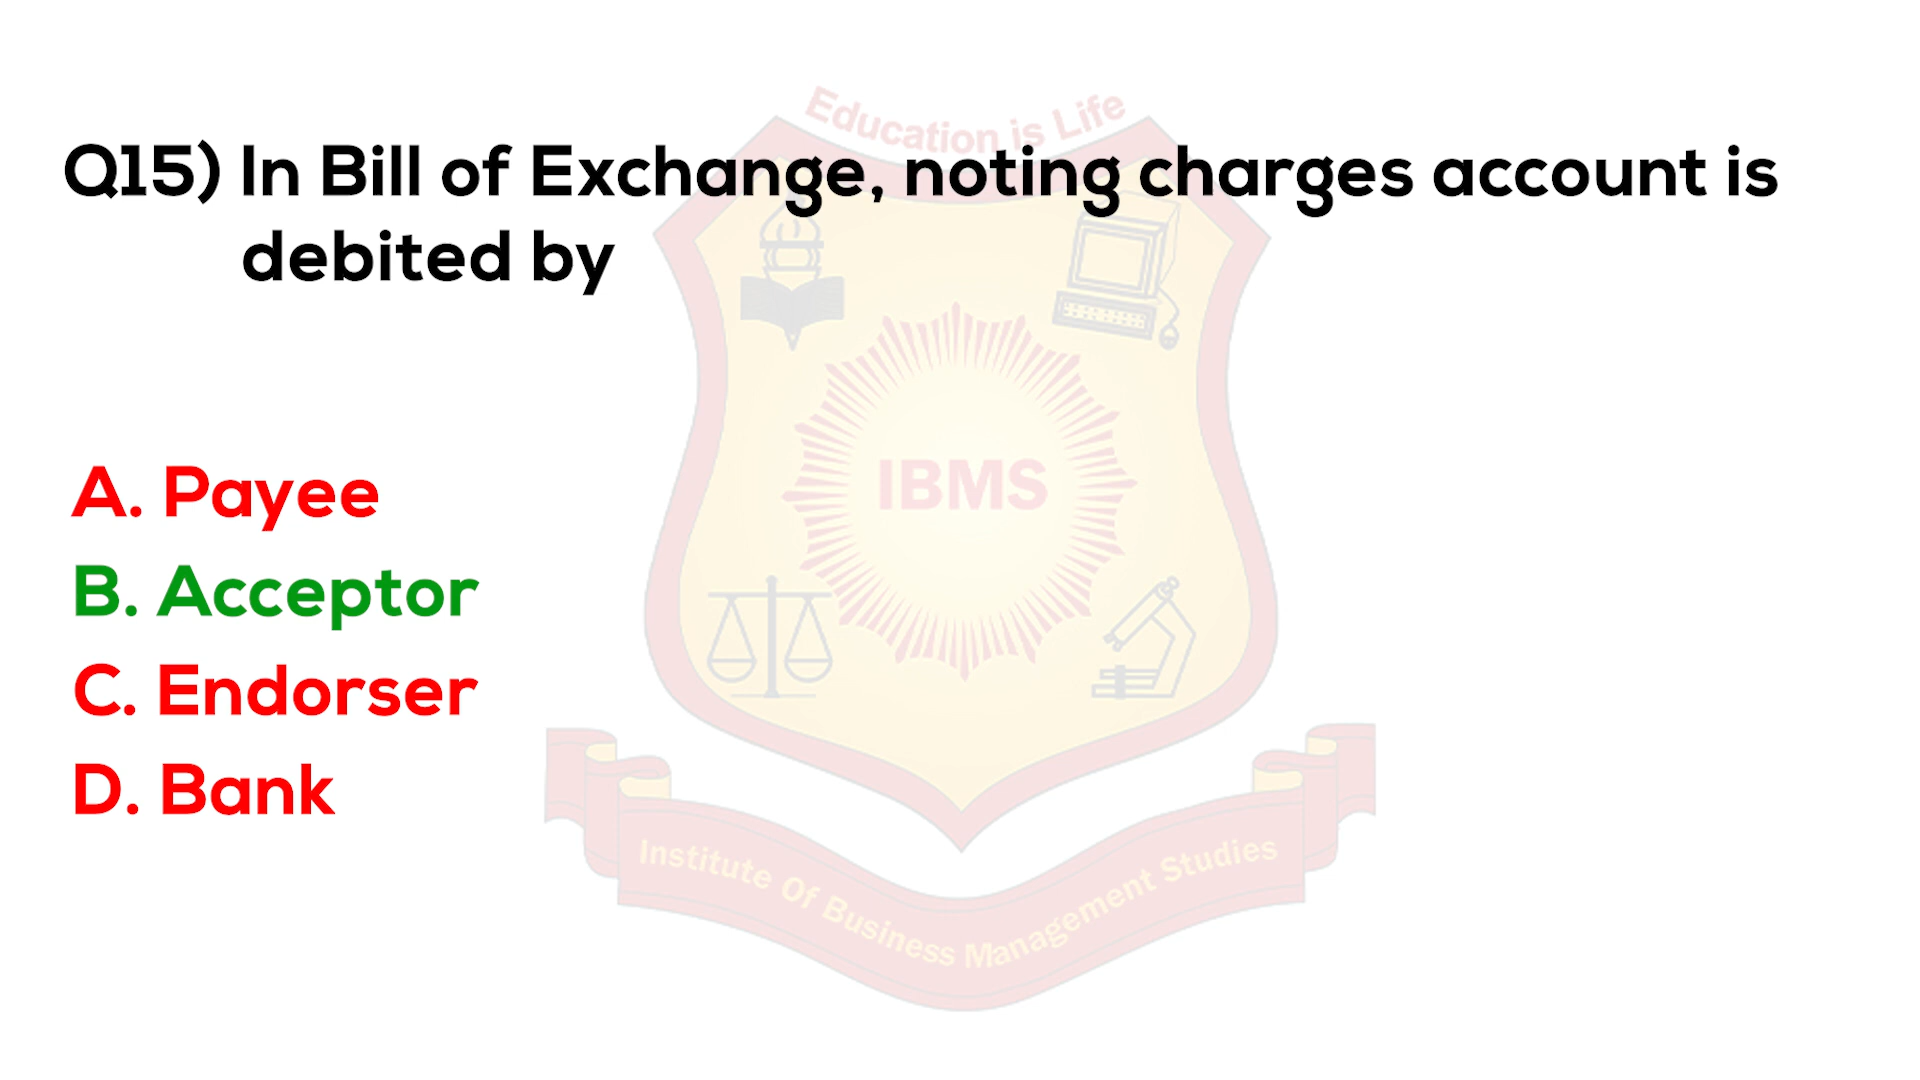 Education is Life
Q15) In Bill of Exchange, noting charges account is
debited by
IBMS
A. Payee
B. Acceptor
C. Endorser
D. Bank
Institute Of Business Management Studies